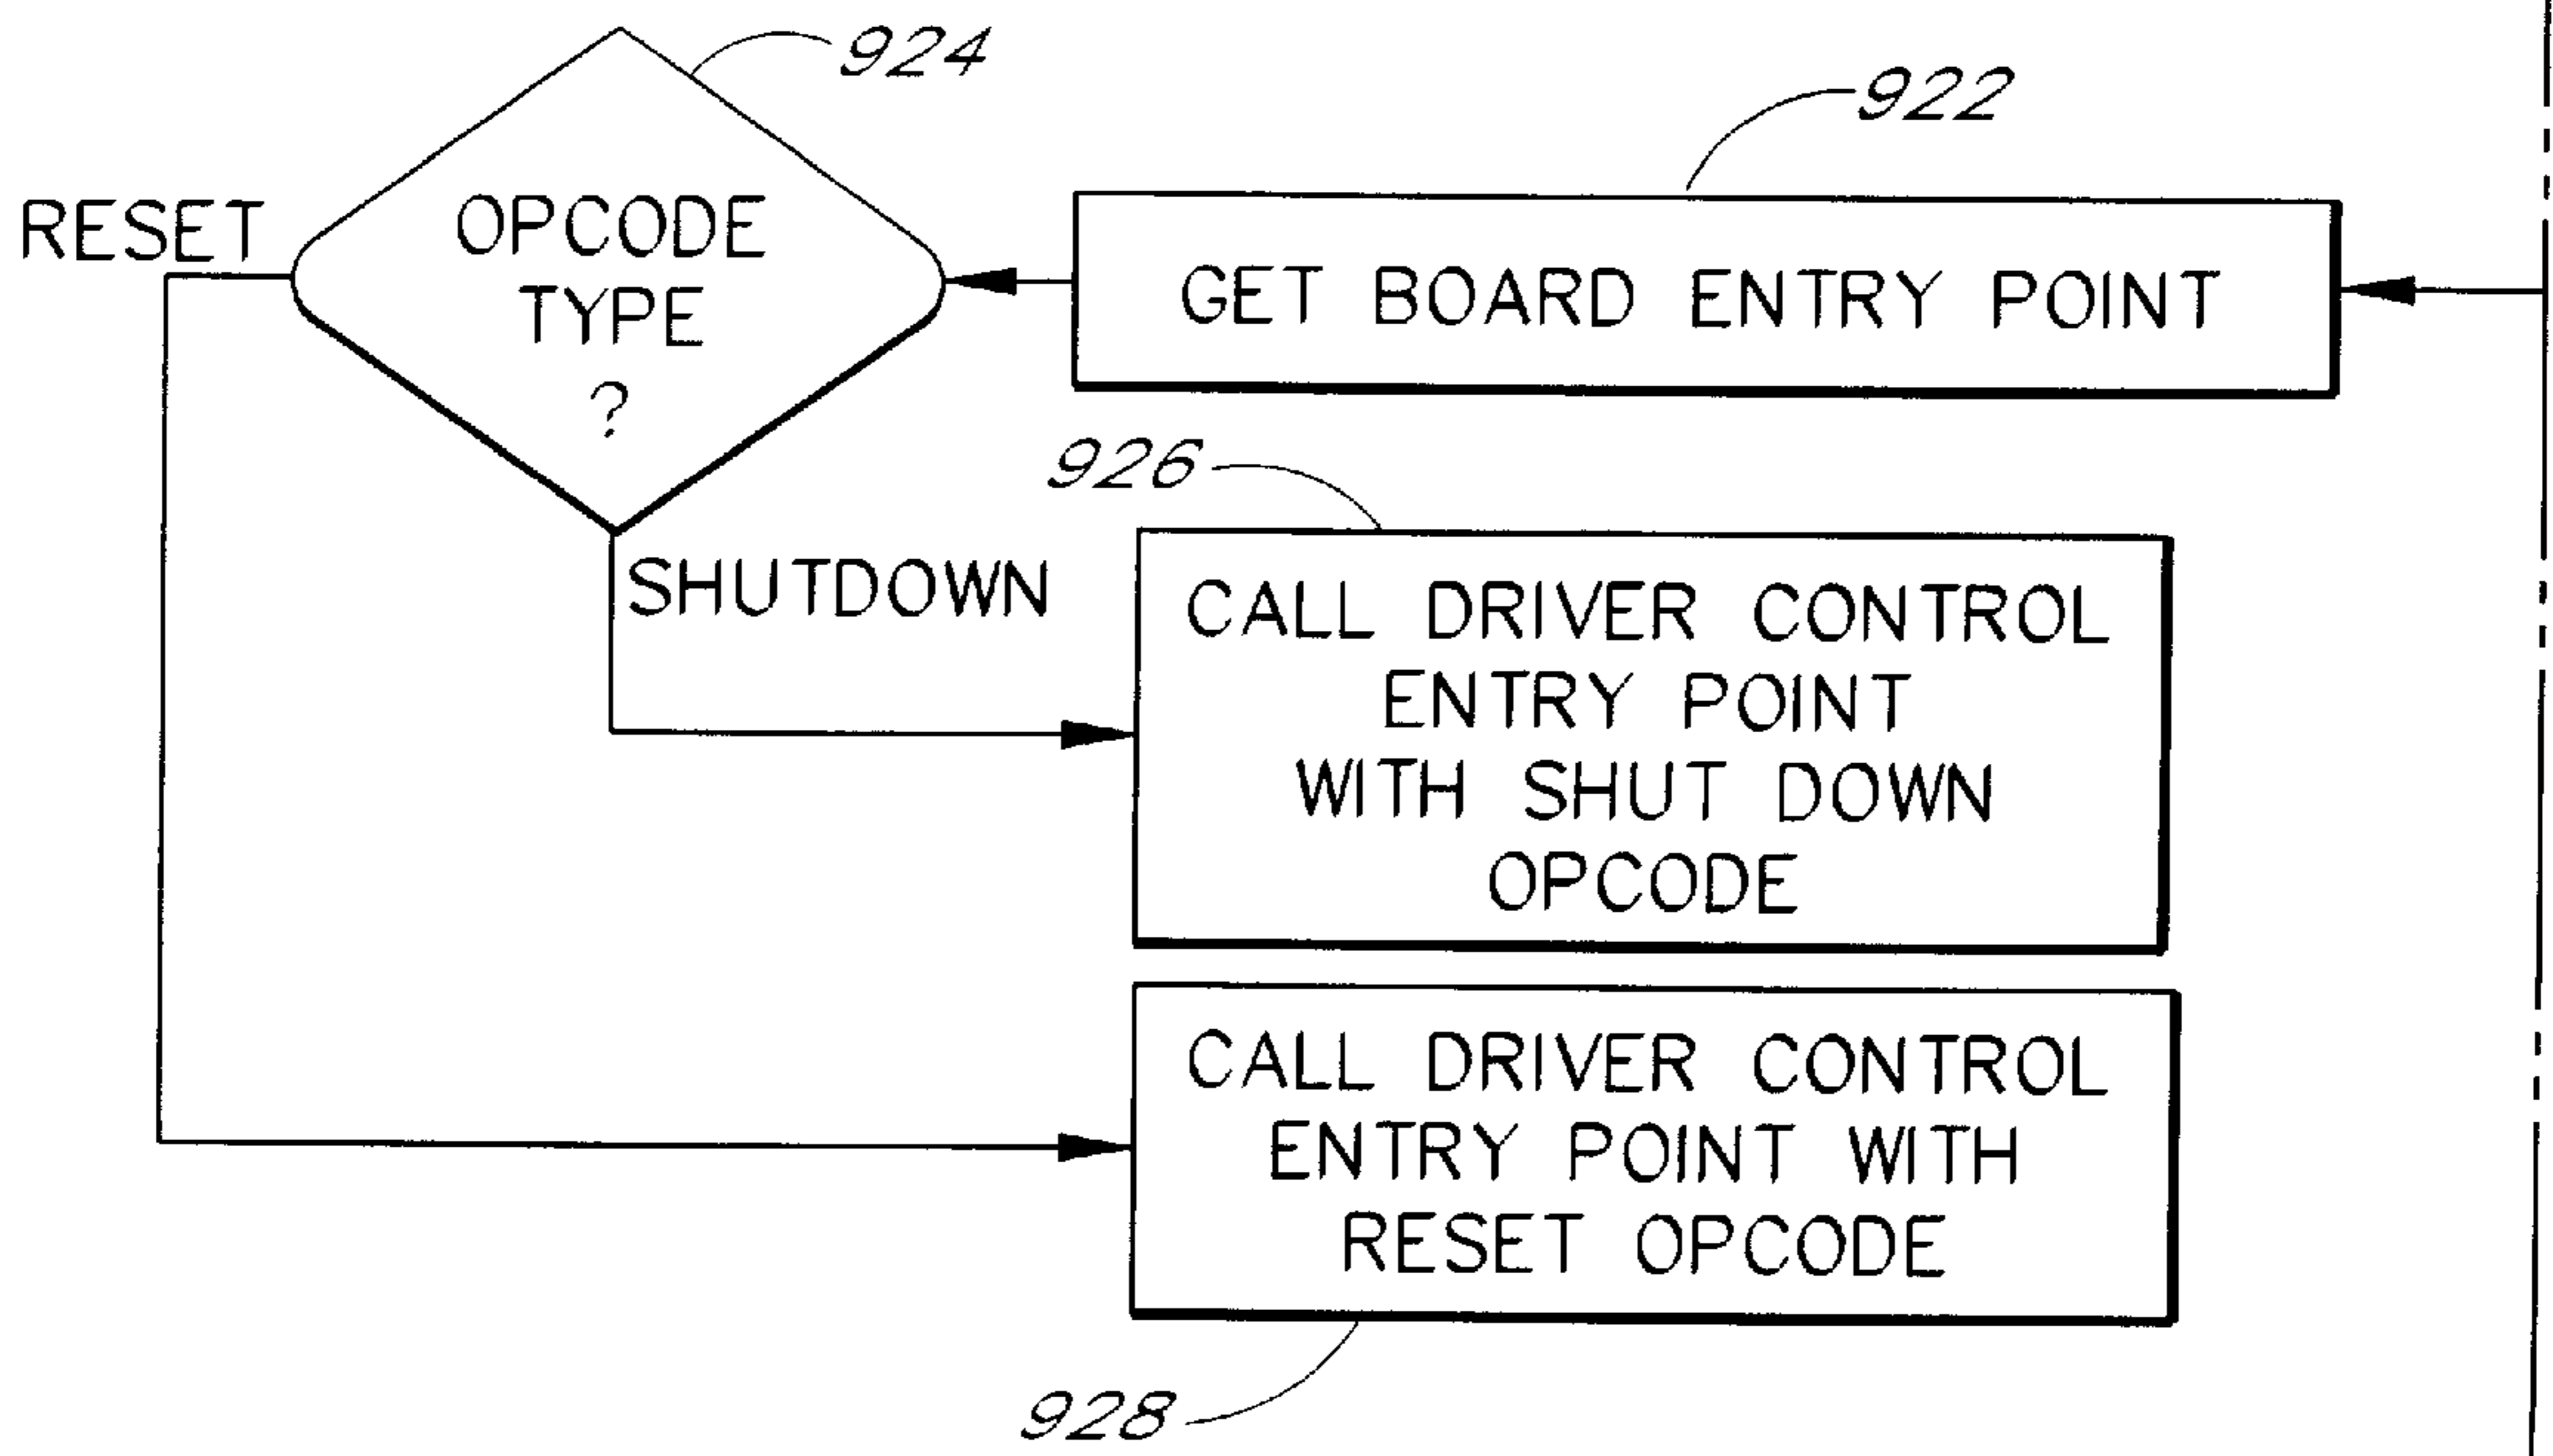 924
922
RESET
OPCODE
TYPE
?
GET BOARD ENTRY POINT
926
SHUTDOWN
CALL DRIVER CONTROL
ENTRY POINT
WITH SHUT DOWN
OPCODE
CALL DRIVER CONTROL
ENTRY POINT WITH
RESET OPCODE
928